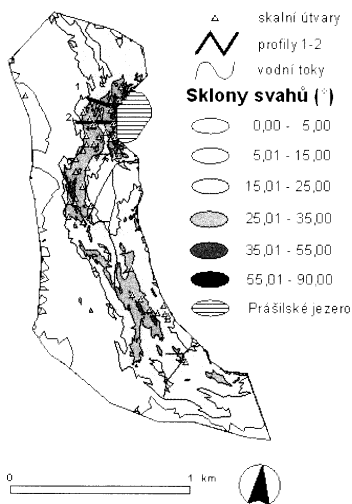 skalní útvary
profily 1-2
vodní toky
Sklony svahů (°)
0,00 - 5,00
5,01 - 15,00
15,01 - 25,00
25,01 - 35,00
35,01 - 55,00
55,01 - 90,00
Prášilské jezero
1
2
0 1 km